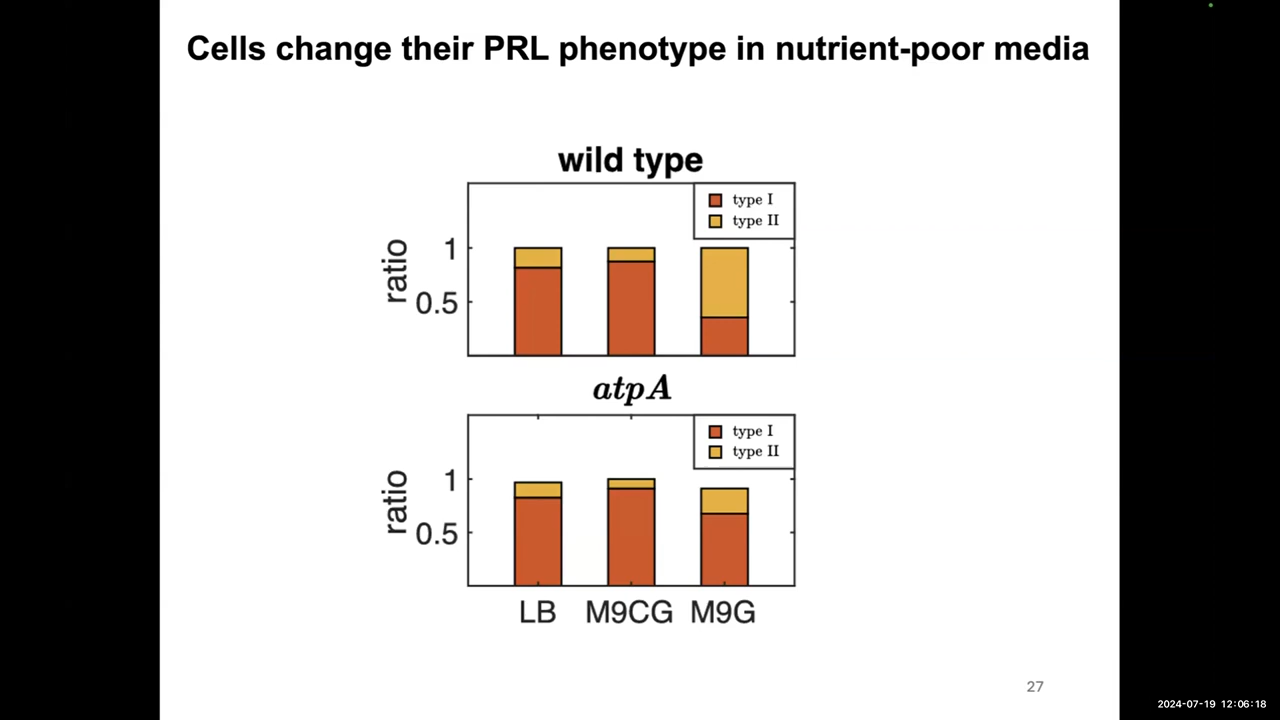 Cells change their PRL phenotype in nutrient-poor media
wild type
type I
type II
ratio
1
0.5
atpA
type I
type II
ratio
1
0.5
LB M9CG M9G
27
2024-07-19 12:06:18